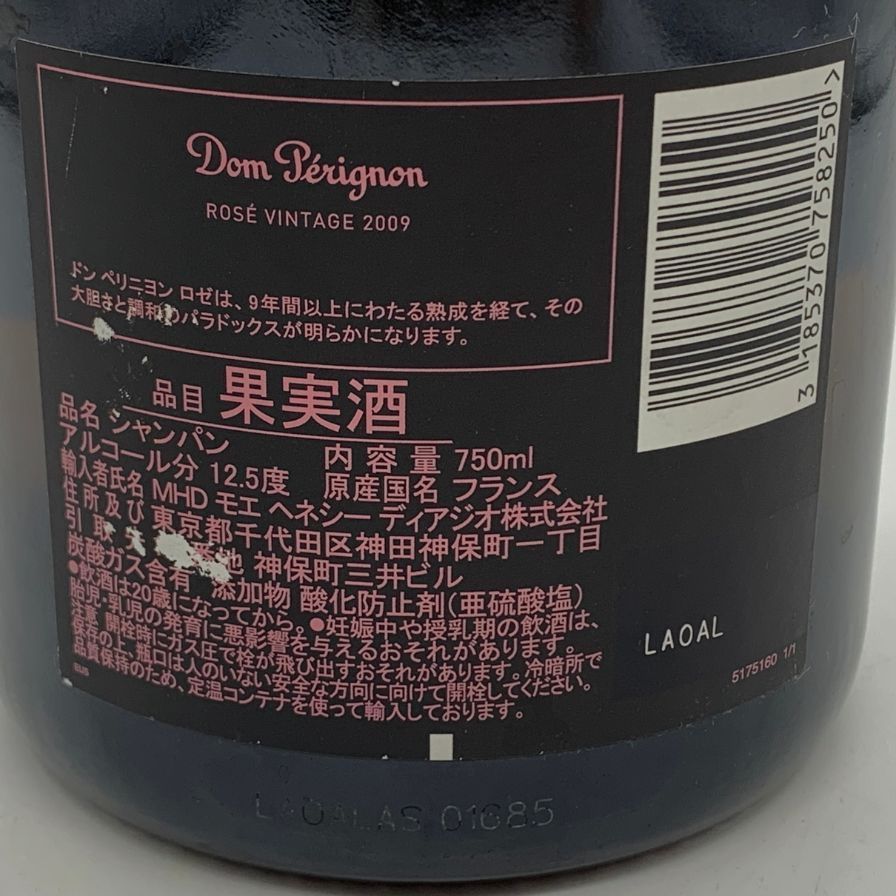 Dom Pérignon
ROSÉ VINTAGE 2009
ドン ペリニヨン ロゼは、9年間以上にわたる熟成を経て、その
大胆さと調和のパラドックスが明らかになります。
品目 果実酒
品名 シャンパン 内容量 750ml
アルコール分 12.5度 原産国名 フランス
輸入者氏名 MHD モエ ヘネシー ディアジオ株式会社
住所及び 東京都千代田区神田神保町一丁目
引取 神保町三井ビル
炭酸ガス含有 添加物 酸化防止剤(亜硫酸塩)
●飲酒は20歳になってから。●妊娠中や授乳期の飲酒は、
胎児・乳児の発育に悪影響を与えるおそれがあります。
注意 開栓時にガス圧で栓が飛び出すおそれがあります。冷暗所で
保存の上、瓶口は人のいない安全な方向に向けて開栓してください。
品質保持のため、定温コンテナを使って輸入しております。
3 185370 758250 >
LAOAL
5175160 1/1
LAOALAS 01685